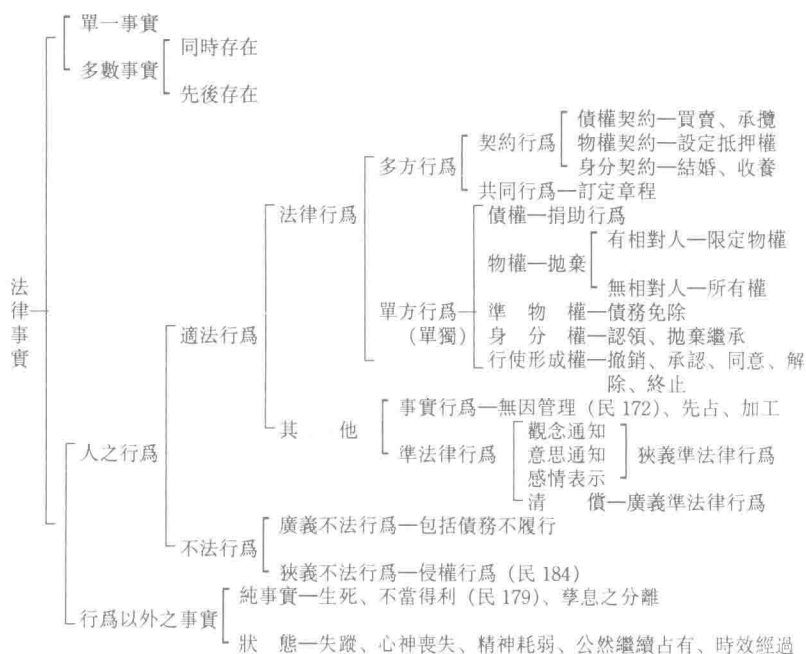 單一事實
同時存在
多數事實
先後存在
債權契約—買賣、承攬
契約行爲 物權契約—設定抵押權
多方行爲
身分契約—結婚、收養
共同行爲—訂定章程
法律行爲
債權—捐助行爲
有相對人—限定物權
物權—拋棄
無相對人—所有權
法律事實
單方行爲 準物權—債務免除
適法行爲
(單獨) 身分權—認領、拋棄繼承
行使形成權—撤銷、承認、同意、解
除、終止
事實行爲—無因管理 (民 172)、先占、加工
其他
觀念通知
人之行爲
準法律行爲 意思通知 狹義準法律行爲
感情表示
清償—廣義準法律行爲
廣義不法行爲—包括債務不履行
不法行爲
狹義不法行爲—侵權行爲 (民 184)
純事實—生死、不當得利 (民 179)、孳息之分離
行爲以外之事實
狀態—失蹤、心神喪失、精神耗弱、公然繼續占有、時效經過